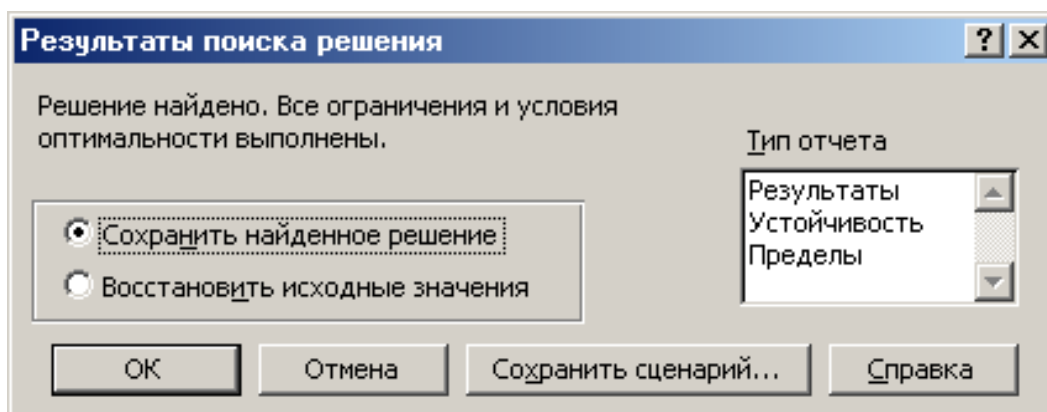 Результаты поиска решения
Решение найдено. Все ограничения и условия
оптимальности выполнены.
Тип отчета
Результаты
Устойчивость
Пределы
Сохранить найденное решение
Восстановить исходные значения
ОК
Отмена
Сохранить сценарий...
Справка